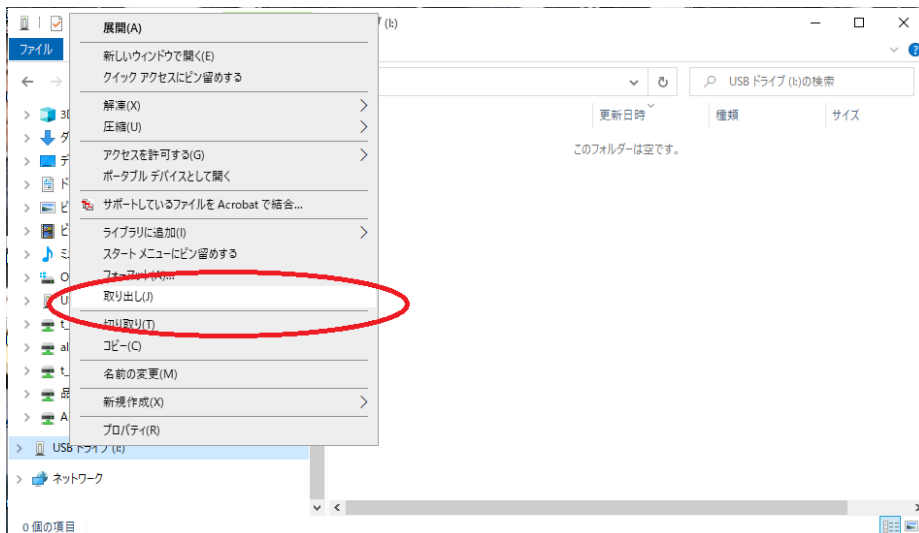 (I:)
ファイル
展開(A)
新しいウィンドウで開く(E)
クイック アクセスにピン留めする
解凍(X)
圧縮(U)
アクセスを許可する(G)
ポータブル デバイスとして開く
サポートしているファイルを Acrobat で結合...
ライブラリに追加(I)
スタート メニューにピン留めする
フォーマット(A)...
取り出し(J)
切り取り(T)
コピー(C)
名前の変更(M)
新規作成(X)
プロパティ(R)
USB ドライブ (I:)の検索
更新日時 種類 サイズ
このフォルダーは空です。
USB ドライブ (I:)
ネットワーク
0 個の項目